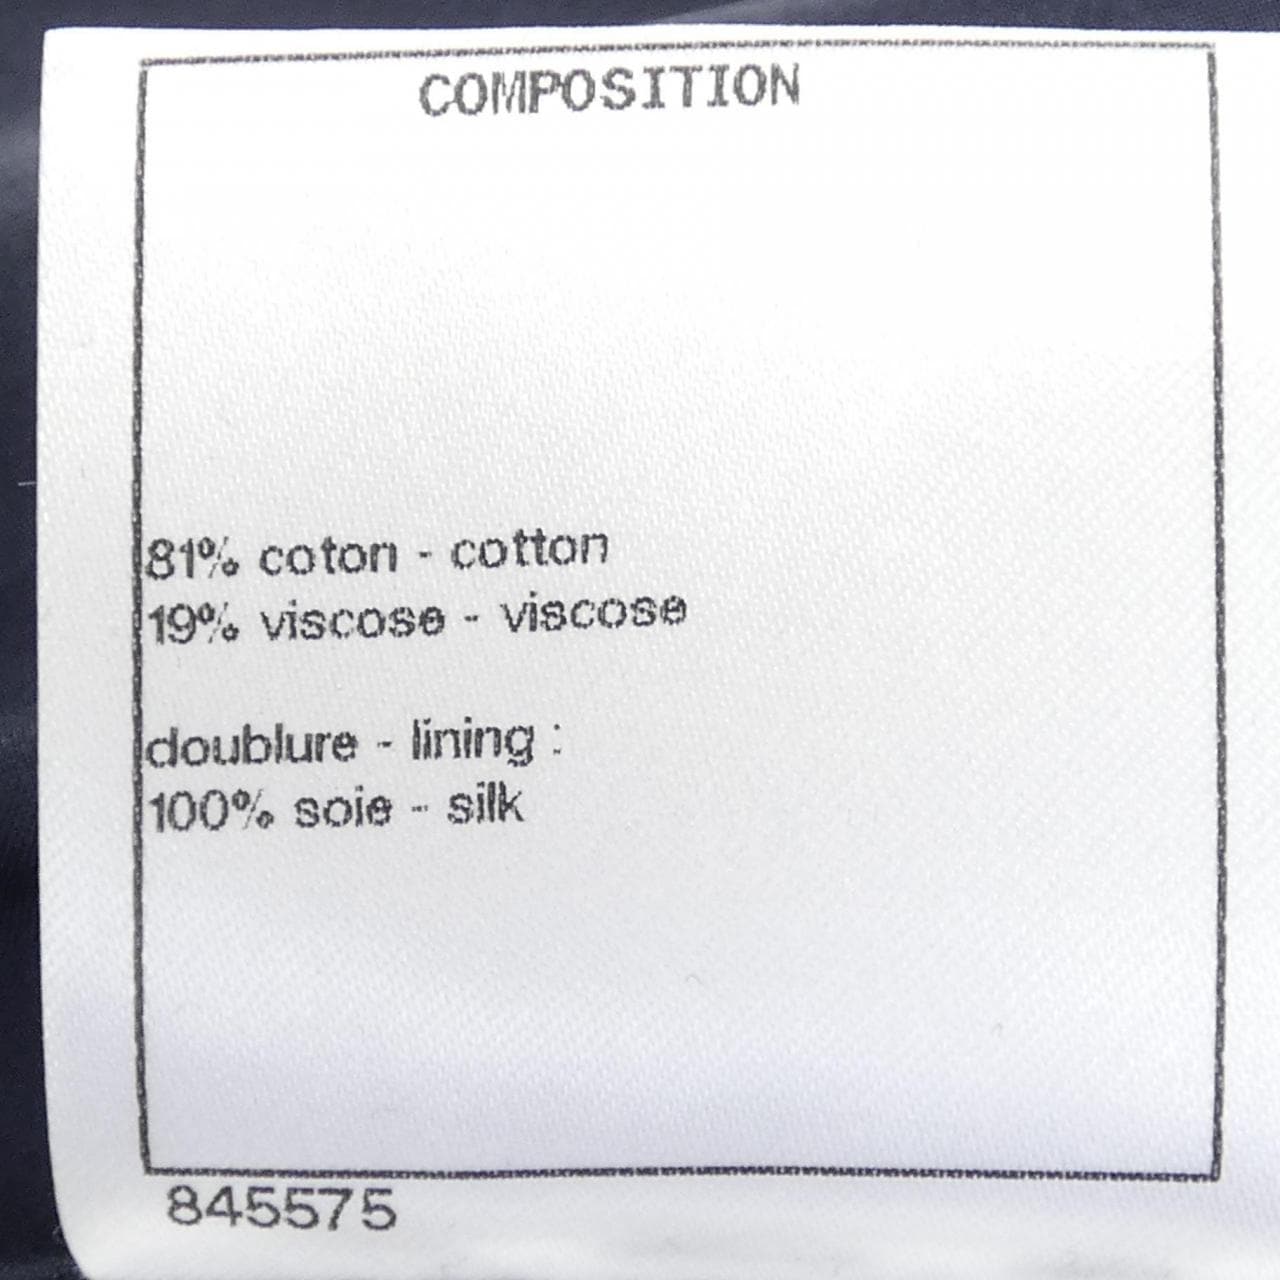 COMPOSITION
81% coton - cotton
19% viscose - viscose
doublure - lining :
100% soie - silk
845575